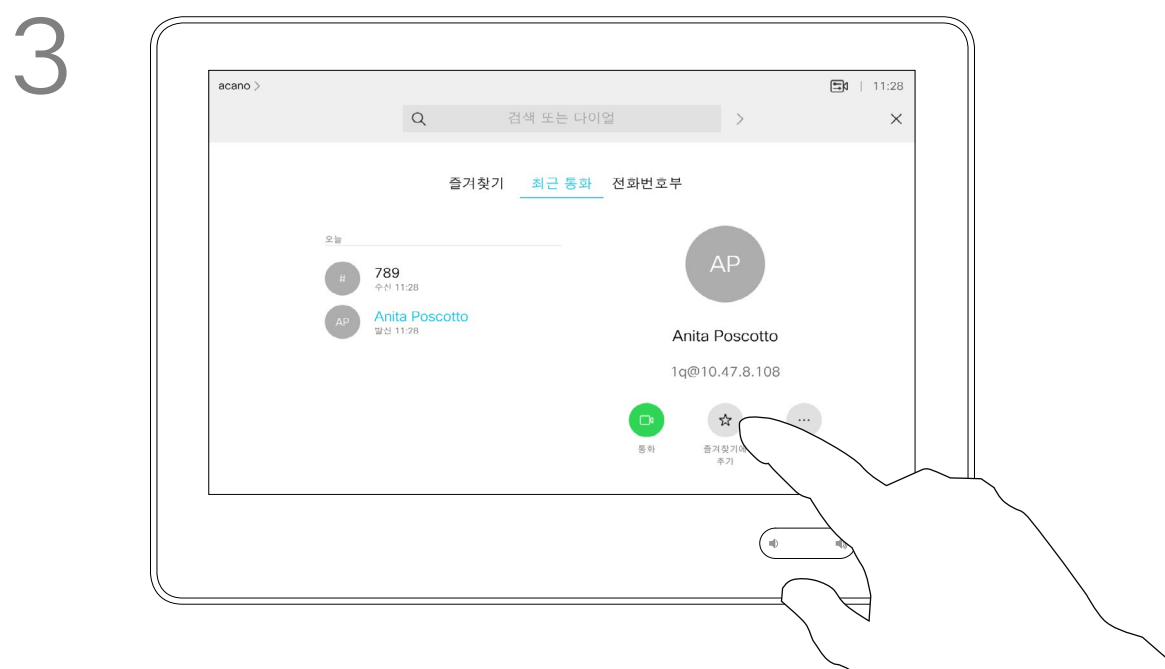 3
acano >
11:28
검색 또는 다이얼
즐겨찾기 최근 통화 전화번호부
오늘
#
789
수신 11:28
AP
Anita Poscotto
발신 11:28
AP
Anita Poscotto
1q@10.47.8.108
통화
즐겨찾기에
추가